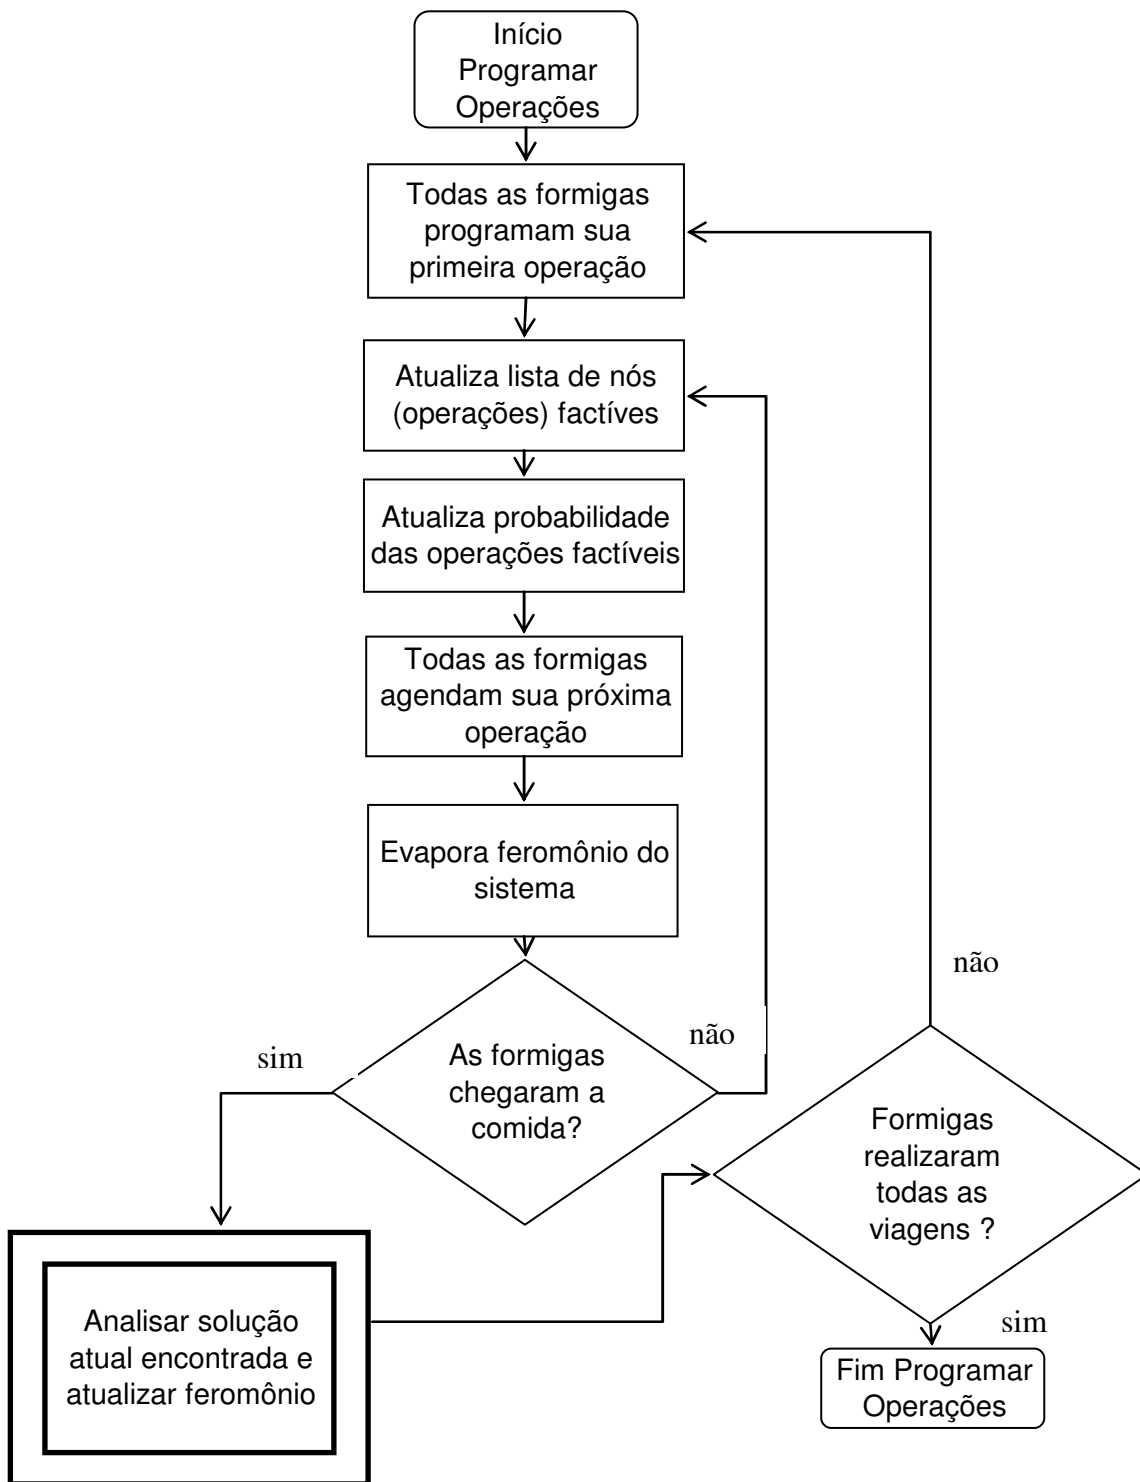 Início
Programar
Operações
Todas as formigas
programam sua
primeira operação
Atualiza lista de nós
(operações) factíves
Atualiza probabilidade
das operações factíveis
Todas as formigas
agendam sua próxima
operação
Evapora feromônio do
sistema
não
sim
não
As formigas
chegaram a
comida?
Formigas
realizaram
todas as
viagens ?
Analisar solução
atual encontrada e
atualizar feromônio
sim
Fim Programar
Operações